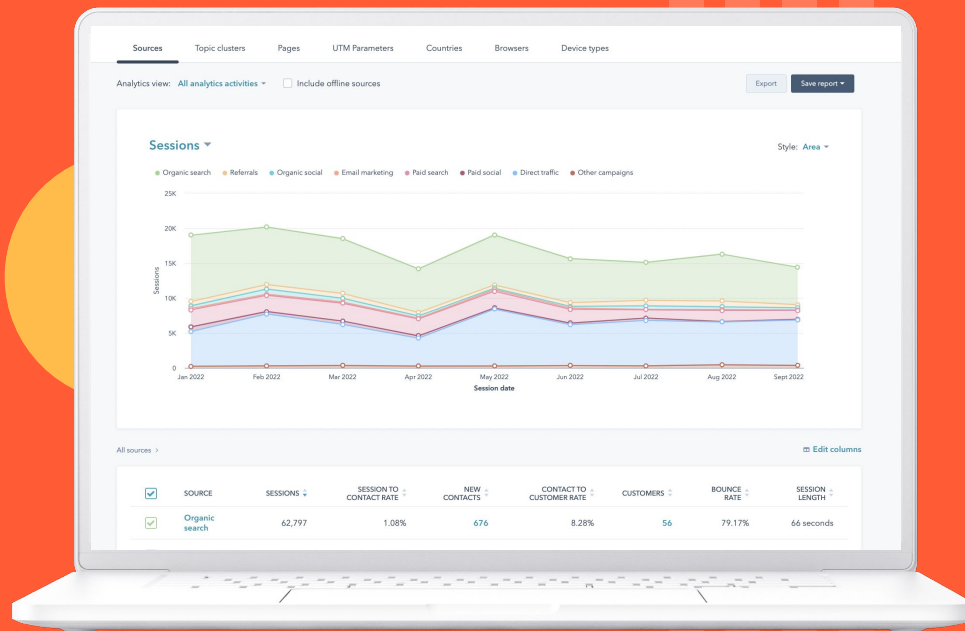 Sources Topic clusters Pages UTM Parameters Countries Browsers Device types
Analytics view: All analytics activities Include offline sources Export Save report
Sessions Style: Area
Organic search Referrals Organic social Email marketing Paid search Paid social Direct traffic Other campaigns
25K
20K
15K
10K
5K
0
Sessions
Jan 2022 Feb 2022 Mar 2022 Apr 2022 May 2022 Jun 2022 Jul 2022 Aug 2022 Sept 2022
Session date
All sources > Edit columns
SOURCE SESSIONS SESSION TO CONTACT RATE NEW CONTACTS CONTACT TO CUSTOMER RATE CUSTOMERS BOUNCE RATE SESSION LENGTH
Organic search 62,797 1.08% 676 8.28% 56 79.17% 66 seconds